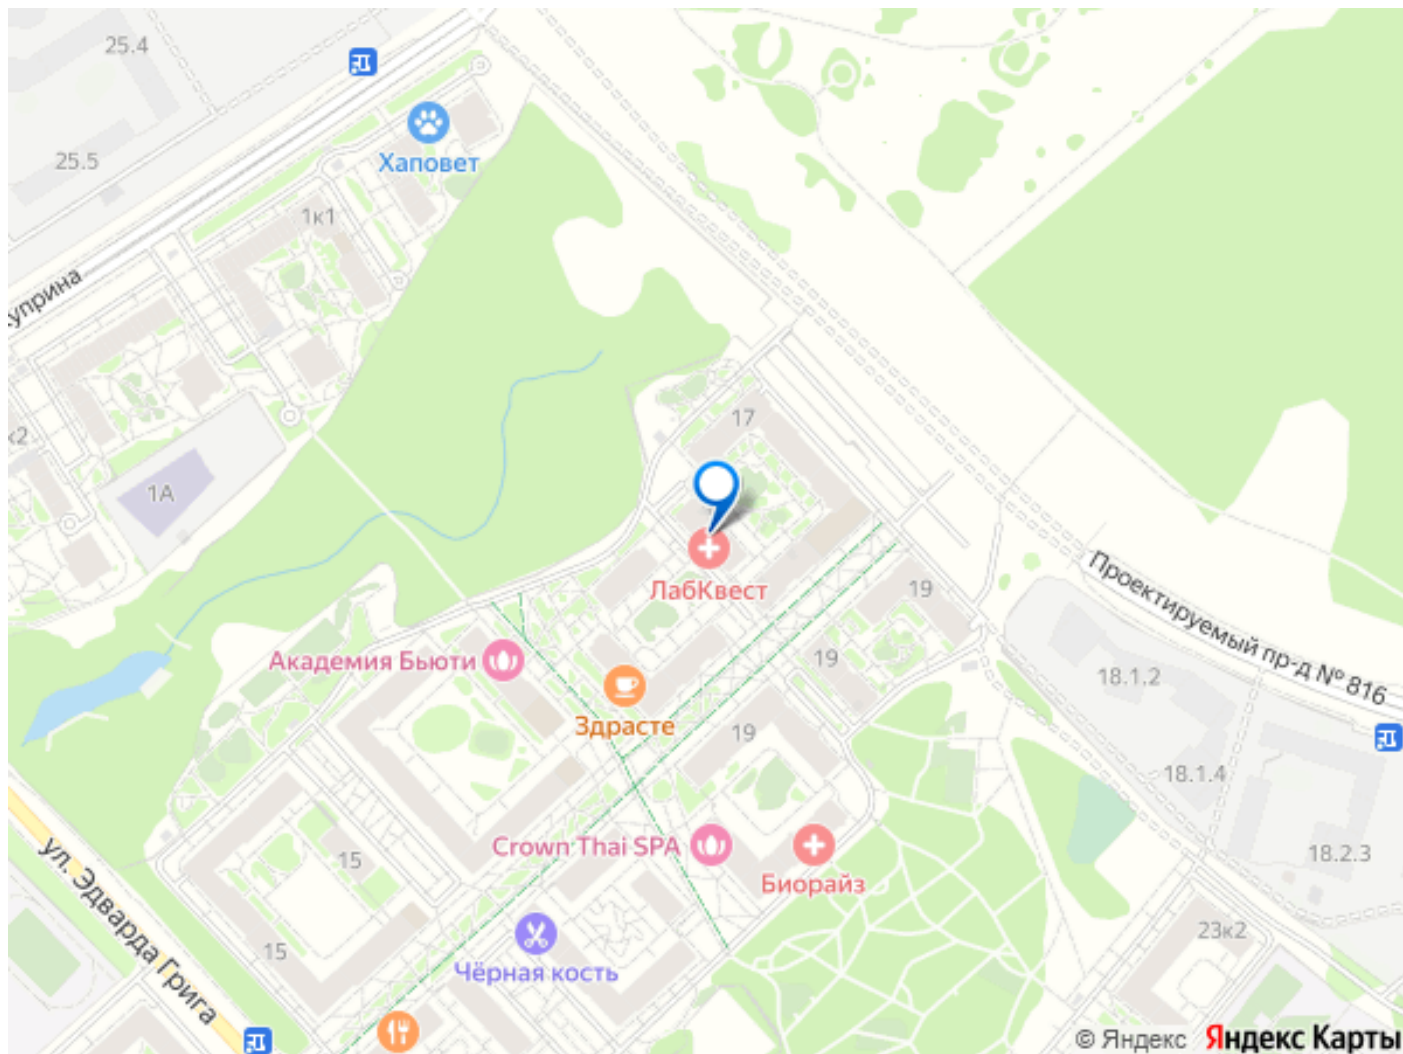 25.4
25.5
Хаповет
1к1
уприна
к2
1А
17
ЛабКвест
19
Проектируемый пр-д № 816
Академия Бьюти
19
18.1.2
Здрасте
19
18.1.4
ул. Эдварда Грига
15
Crown Thai SPA
Биорайз
18.2.3
15
Чёрная кость
23к2
© Яндекс Яндекс Карты